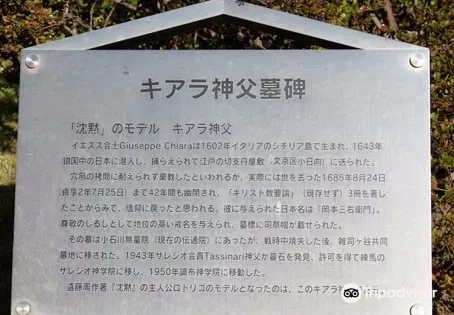 キアラ神父墓碑
「沈黙」のモデル キアラ神父
イエズス会士Giuseppe Chiaraは1602年イタリアのシチリア島で生まれ、1643年
鎖国中の日本に潜入し、捕らえられて江戸の切支丹屋敷（文京区小日向）に送られた。
穴吊の拷問に耐えられず棄教したといわれるが、実際には世を去った1685年8月24日
（貞享2年7月25日）まで42年間も幽閉され、「キリスト教要論」（現存せず）3冊を著し
たことからみて、信仰に戻ったと思われる。彼に与えられた日本名は「岡本三右衛門」。
尊敬のしるしとして地位の高い戒名を与えられ、墓標に司祭帽が載せられた。
その墓は小石川無量院（現在の伝通院）にあったが、戦時中焼失した後、雑司ヶ谷共同
墓地に移された。1943年サレジオ会員Tassinari神父が墓石を発見、許可を得て練馬の
サレジオ神学院に移し、1950年調布神学院に移動した。
遠藤周作著『沈黙』の主人公ロドリゴのモデルとなったのは、このキアラ
tripadvisor